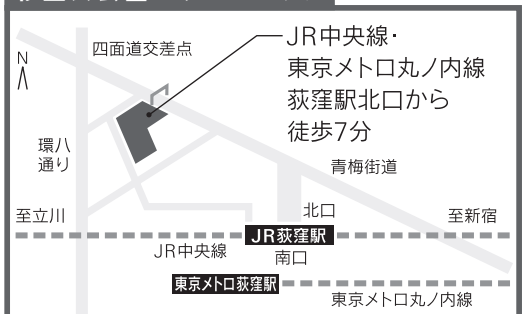 四面道交差点
N
JR中央線・
東京メトロ丸ノ内線
荻窪駅北口から
徒歩7分
環八
通り
青梅街道
至立川
北口
至新宿
JR荻窪駅
JR中央線
南口
東京メトロ荻窪駅
東京メトロ丸ノ内線